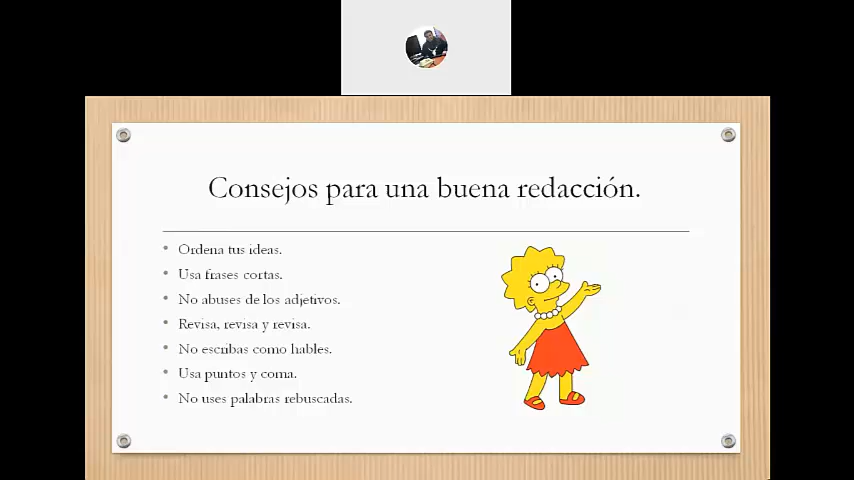 Consejos para una buena redacción.
Ordena tus ideas.
Usa frases cortas.
No abuses de los adjetivos.
Revisa, revisa y revisa.
No escribas como hables.
Usa puntos y coma.
No uses palabras rebuscadas.